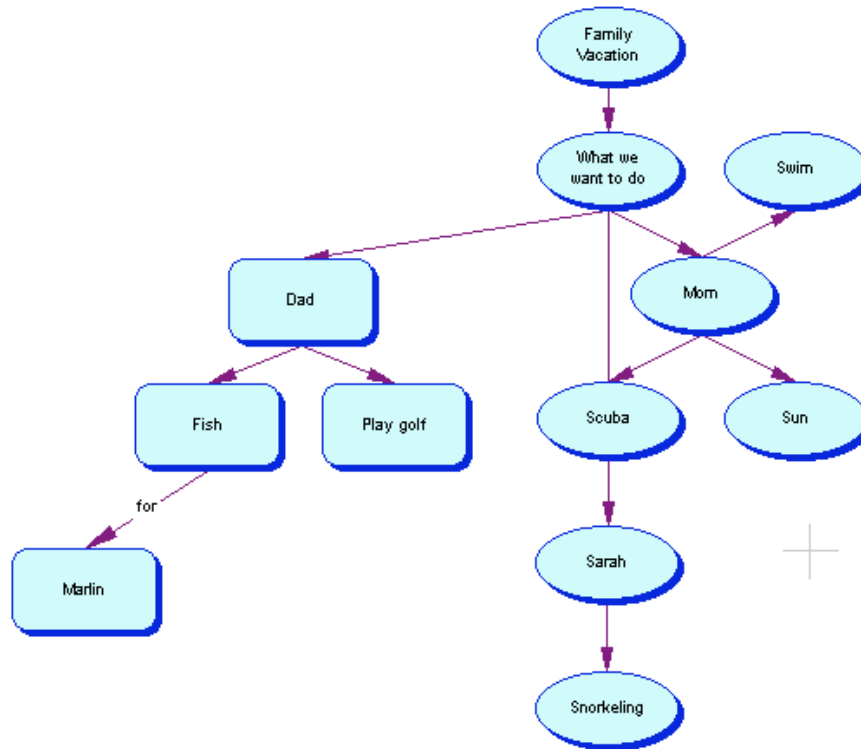 Family
Vacation
What we
want to do
Swim
Dad
Mom
Fish
Play golf
Scuba
Sun
for
Marlin
Sarah
Snorkeling